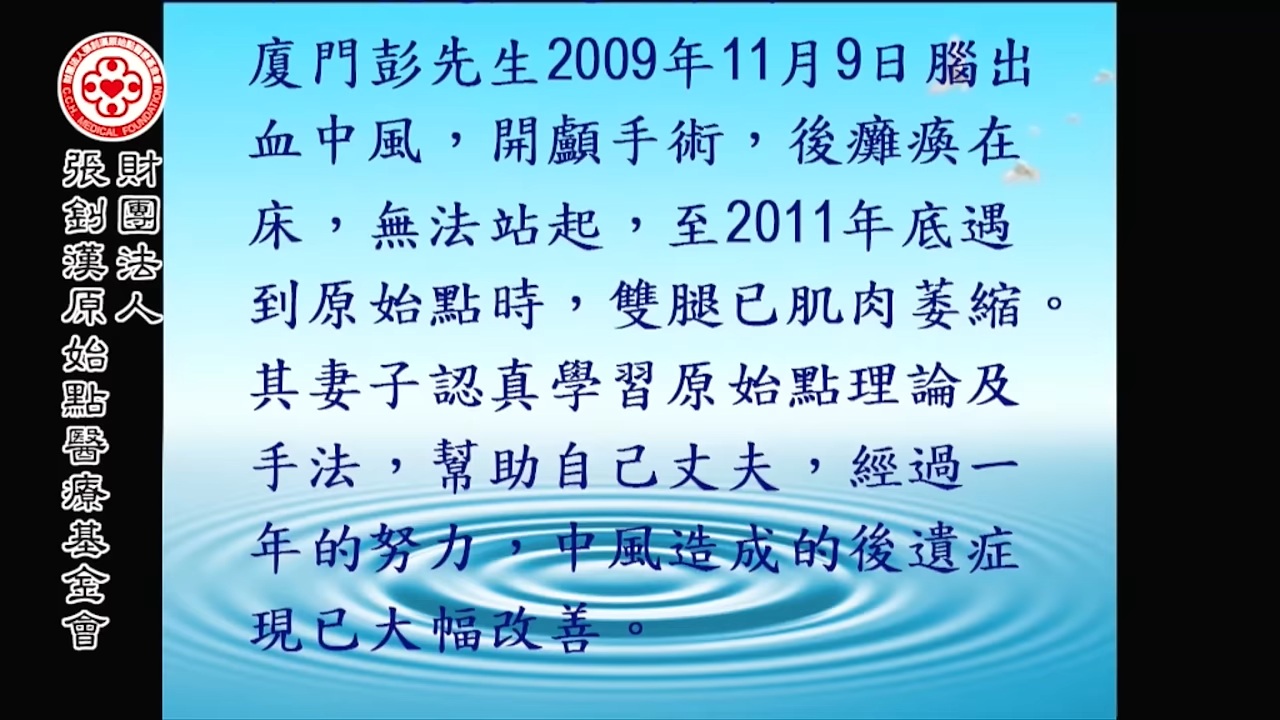 財團法人
張釗漢原始點醫療基金會
C.C.H. MEDICAL FOUNDATION
廈門彭先生2009年11月9日腦出
血中風，開顱手術，後癱瘓在
床，無法站起，至2011年底遇
到原始點時，雙腿已肌肉萎縮。
其妻子認真學習原始點理論及
手法，幫助自己丈夫，經過一
年的努力，中風造成的後遺症
現已大幅改善。